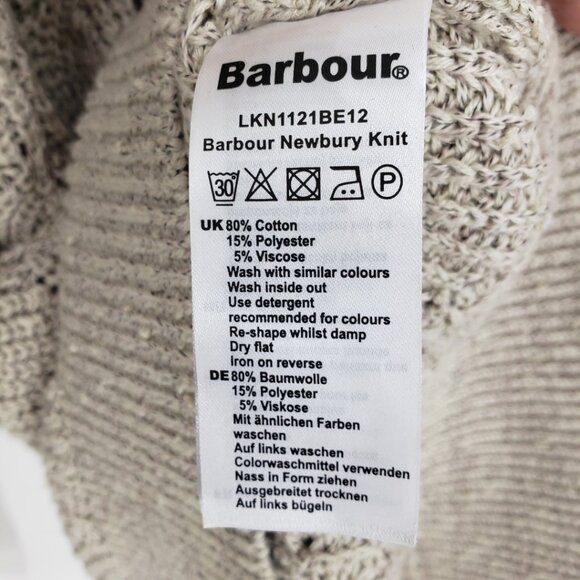 Barbour®
LKN1121BE12
Barbour Newbury Knit
30 P
UK 80% Cotton
15% Polyester
5% Viscose
Wash with similar colours
Wash inside out
Use detergent
recommended for colours
Re-shape whilst damp
Dry flat
Iron on reverse
DE 80% Baumwolle
15% Polyester
5% Viskose
Mit ähnlichen Farben
waschen
Auf links waschen
Colorwaschmittel verwenden
Nass in Form ziehen
Ausgebreitet trocknen
Auf links bügeln